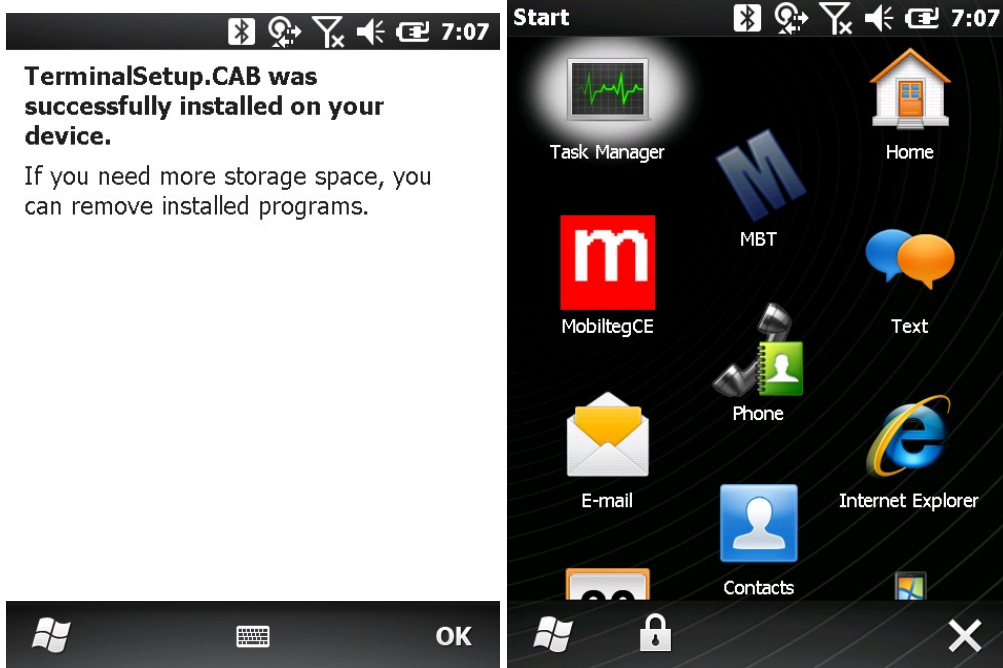 7:07
TerminalSetup.CAB was
successfully installed on your
device.
If you need more storage space, you
can remove installed programs.
OK
Start
7:07
Task Manager
Home
M
MBT
m
MobiltegCE
Text
Phone
E-mail
Internet Explorer
Contacts